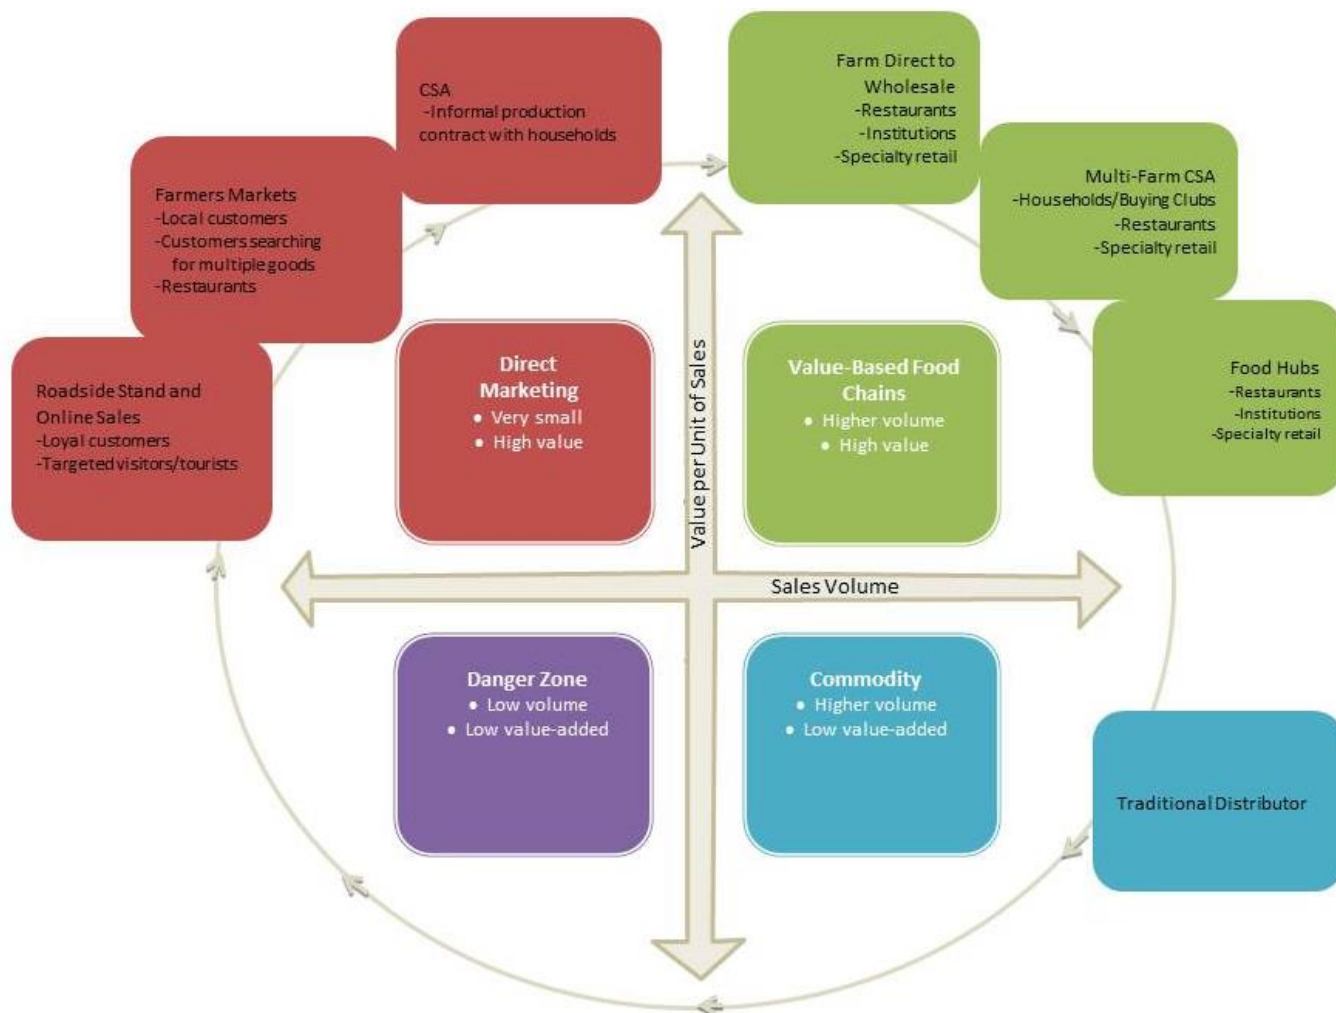 CSA
-Informal production
contract with households
Farm Direct to
Wholesale
-Restaurants
-Institutions
-Specialty retail
Farmers Markets
-Local customers
-Customers searching
for multiple goods
-Restaurants
Multi-Farm CSA
-Households/Buying Clubs
-Restaurants
-Specialty retail
Roadside Stand and
Online Sales
-Loyal customers
-Targeted visitors/tourists
Food Hubs
-Restaurants
-Institutions
-Specialty retail
Direct
Marketing
• Very small
• High value
Value per Unit of Sales
Value-Based Food
Chains
• Higher volume
• High value
Sales Volume
Danger Zone
• Low volume
• Low value-added
Commodity
• Higher volume
• Low value-added
Traditional Distributor